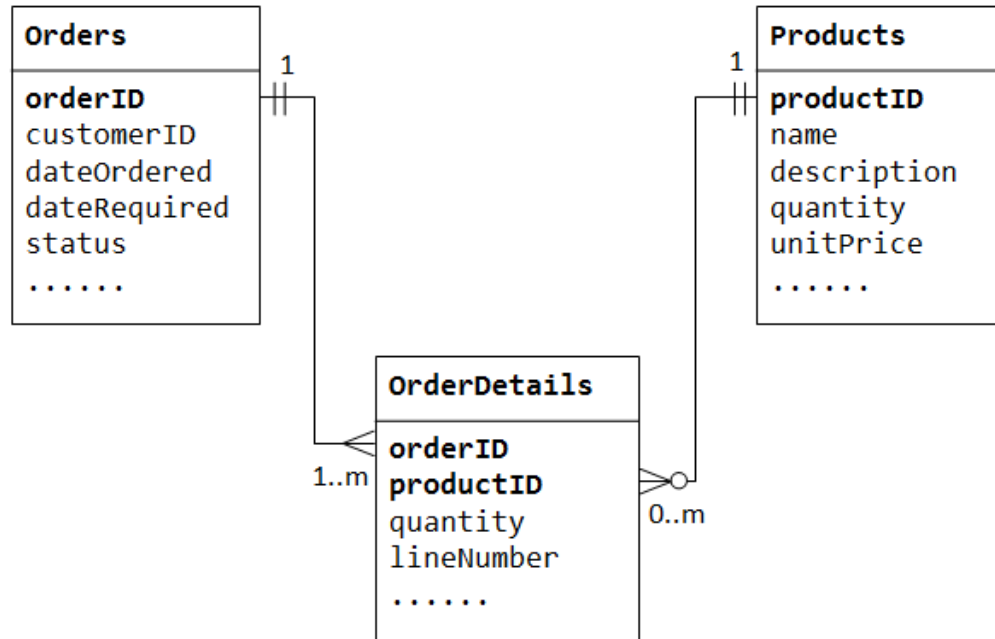 Orders
orderID
customerID
dateOrdered
dateRequired
status
......
1
1..m
Products
productID
name
description
quantity
unitPrice
......
1
0..m
OrderDetails
orderID
productID
quantity
lineNumber
......